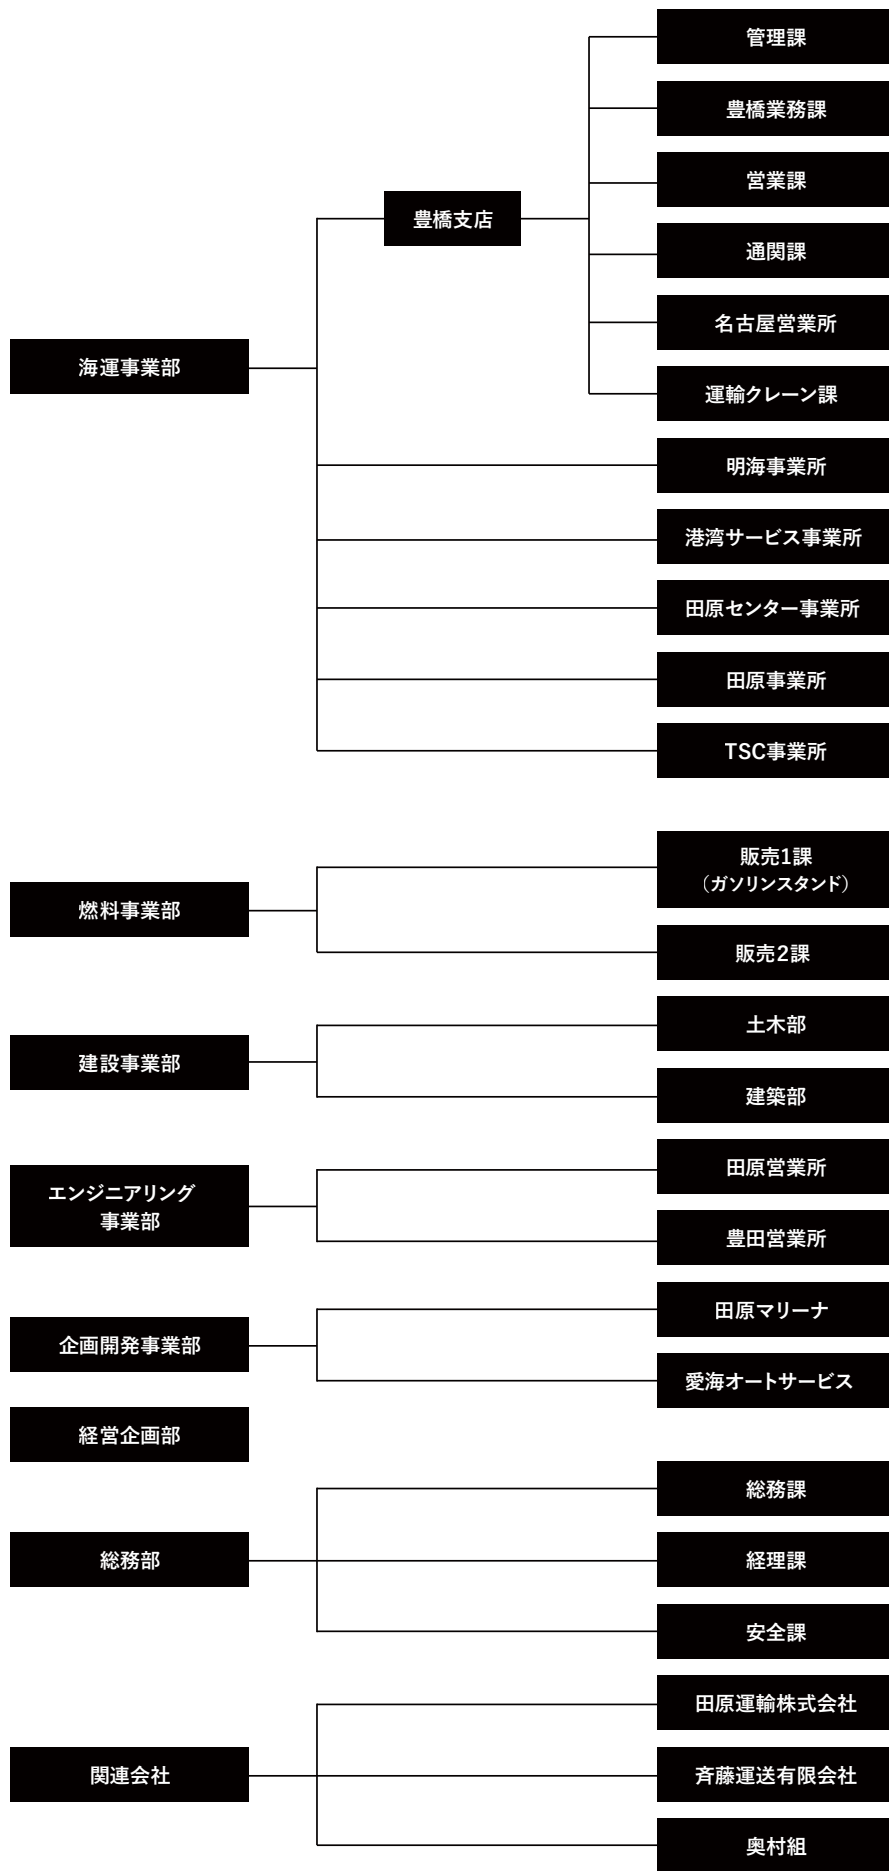 海運事業部
豊橋支店
管理課
豊橋業務課
営業課
通関課
名古屋営業所
運輸クレーン課
明海事業所
港湾サービス事業所
田原センター事業所
田原事業所
TSC事業所
燃料事業部
販売1課
（ガソリンスタンド）
販売2課
建設事業部
土木部
建築部
エンジニアリング
事業部
田原営業所
豊田営業所
企画開発事業部
田原マリーナ
愛海オートサービス
経営企画部
総務部
総務課
経理課
安全課
関連会社
田原運輸株式会社
斉藤運送有限会社
奥村組